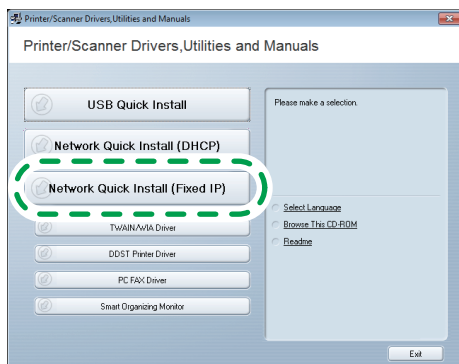 Printer/Scanner Drivers,Utilities and Manuals
Printer/Scanner Drivers,Utilities and Manuals
USB Quick Install
Network Quick Install (DHCP)
Network Quick Install (Fixed IP)
TWAIN/WIA Driver
DDST Printer Driver
PC FAX Driver
Smart Organizing Monitor
Please make a selection.
Select Language
Browse This CD-ROM
Readme
Exit